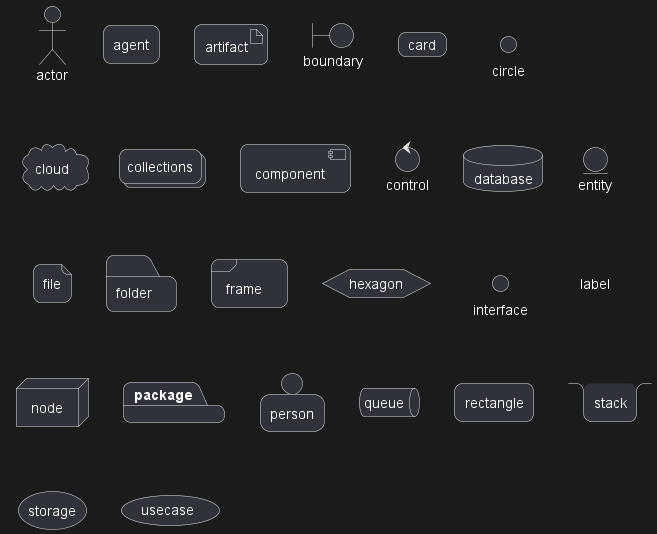 actor
agent
artifact
boundary
card
circle
cloud
collections
component
control
database
entity
file
folder
frame
hexagon
interface
label
node
package
person
queue
rectangle
stack
storage
usecase